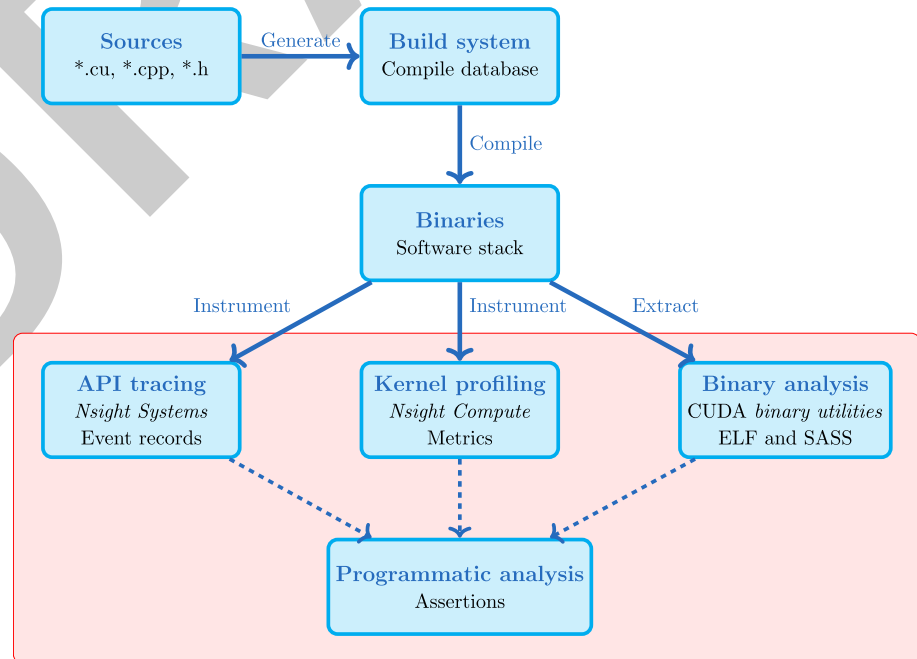 Sources
*.cu, *.cpp, *.h
Generate
Build system
Compile database
Compile
Binaries
Software stack
Instrument
Instrument
Extract
API tracing
Nsight Systems
Event records
Kernel profiling
Nsight Compute
Metrics
Binary analysis
CUDA binary utilities
ELF and SASS
Programmatic analysis
Assertions